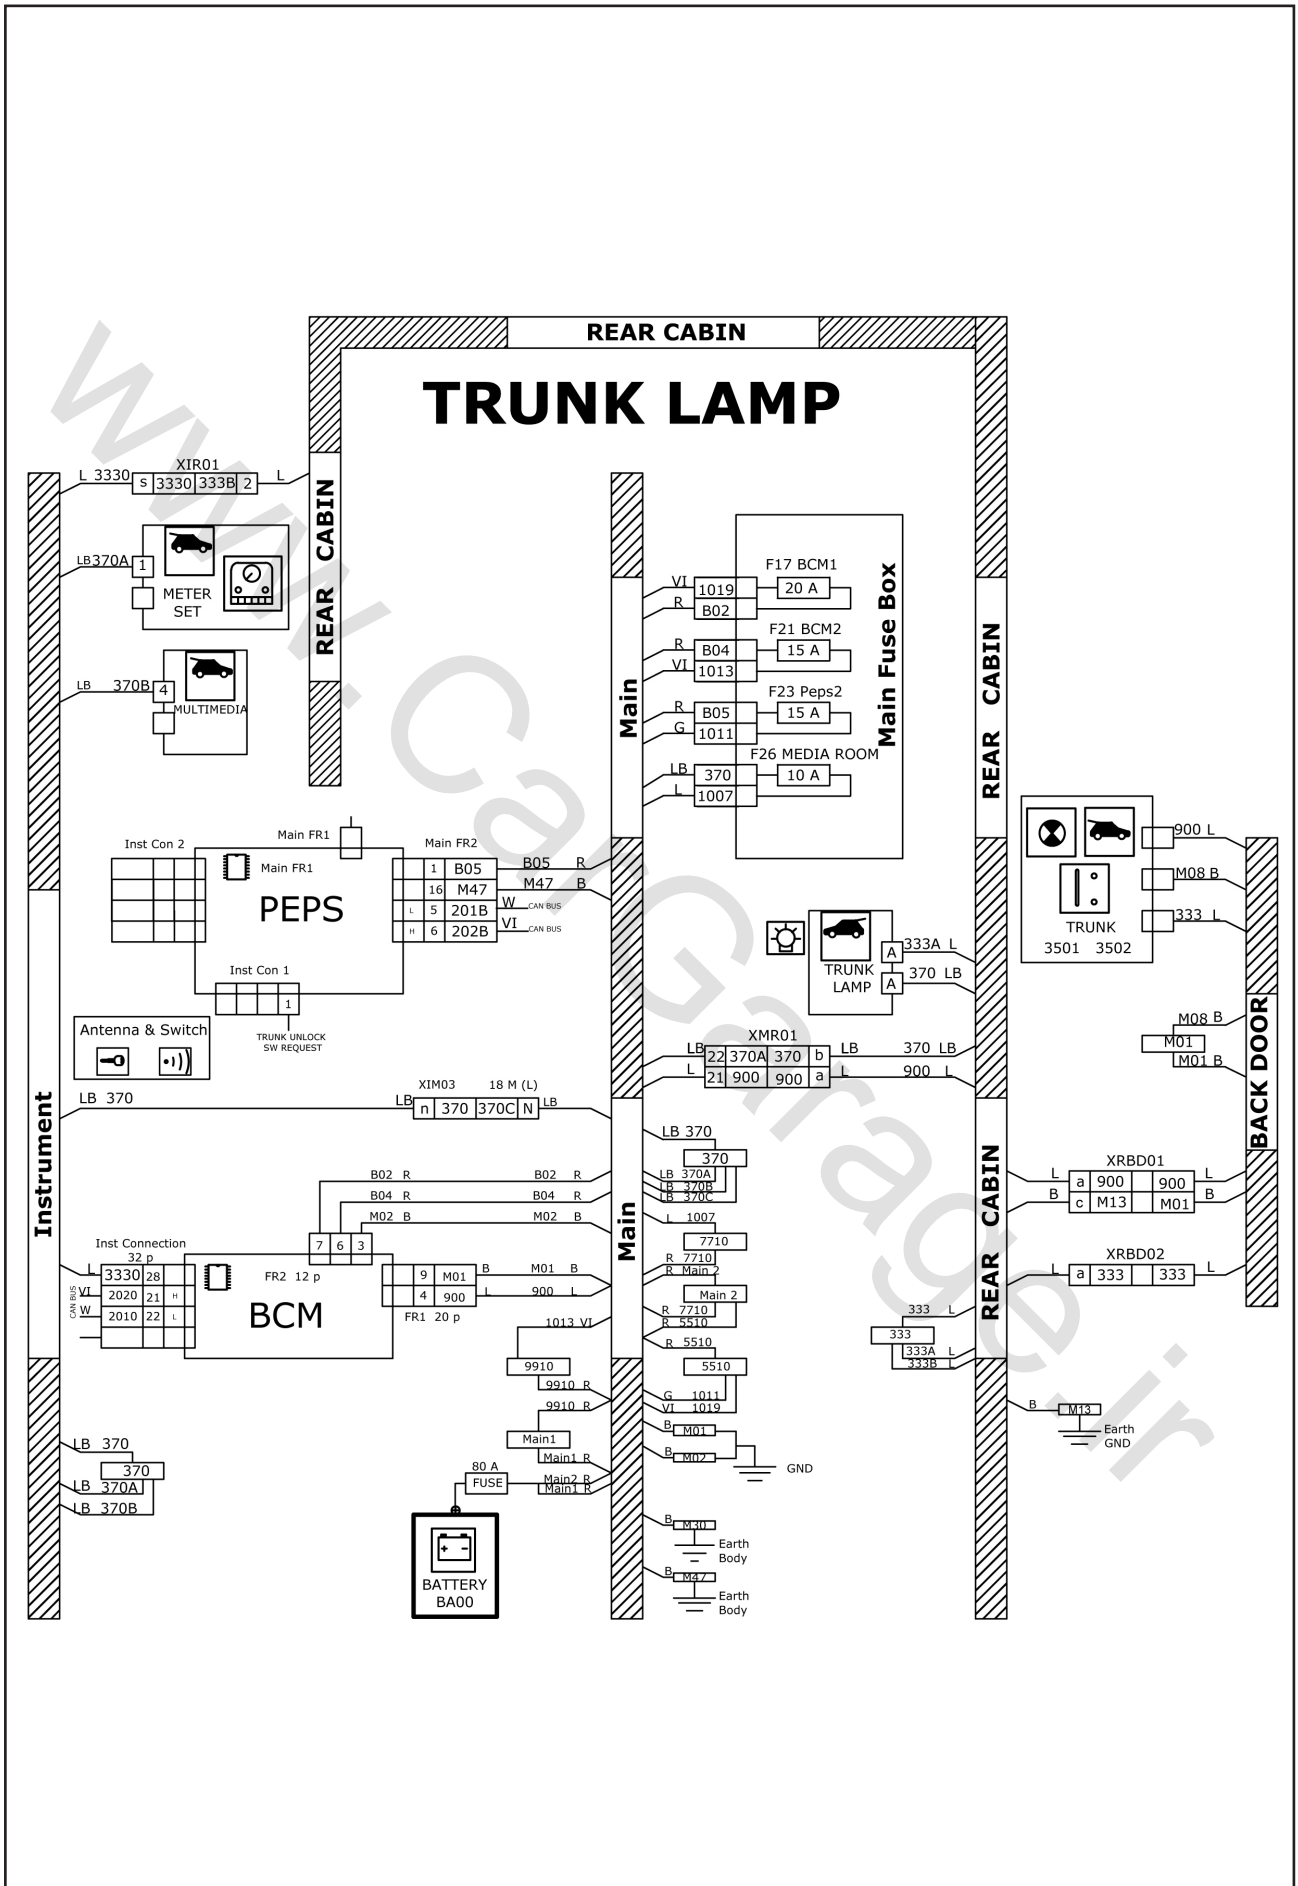 REAR CABIN
TRUNK LAMP
XIR01
L 3330 s 3330 333B 2 L
REAR CABIN
LB 370A 1
METER
SET
LB 370B 4
MULTIMEDIA
Main
Main Fuse Box
F17 BCM1
VI 1019 20 A
R B02
F21 BCM2
R B04 15 A
VI 1013
F23 Peps2
R B05 15 A
G 1011
F26 MEDIA ROOM
LB 370 10 A
L 1007
REAR CABIN
Inst Con 2
Main FR1
Main FR1
PEPS
Main FR2
1 B05 B05 R
16 M47 M47 B
L 5 201B W CAN BUS
H 6 202B VI CAN BUS
Inst Con 1
1
TRUNK UNLOCK
SW REQUEST
Antenna & Switch
900 L
M08 B
333 L
TRUNK
3501 3502
TRUNK
LAMP
A 333A L
A 370 LB
XMR01
LB 22 370A 370 b LB 370 LB
L 21 900 900 a L 900 L
M08 B
M01
M01 B
BACK DOOR
Instrument
XIM03 18 M (L)
LB 370 LB n 370 370C N LB
Main
LB 370
370
LB 370A
LB 370B
LB 370C
L 1007
7710
R 7710
R Main 2
Main 2
R 7710
R 5510
R 5510
5510
G 1011
VI 1019
B M01
B M02
GND
B M30
Earth
Body
B M47
Earth
Body
B02 R B02 R
B04 R B04 R
M02 B M02 B
7 6 3
FR2 12 p
Inst Connection
32 p
L 3330 28
CAN BUS
VI 2020 21 H
W 2010 22 L
BCM
9 M01 B M01 B
4 900 L 900 L
FR1 20 p
1013 VI
9910
9910 R
9910 R
Main1
Main1 R
80 A
FUSE
Main2 R
Main1 R
BATTERY
BA00
LB 370
370
LB 370A
LB 370B
REAR CABIN
XRBD01
L a 900 900 L
B c M13 M01 B
XRBD02
L a 333 333 L
333 L
333
333A L
333B L
B M13
Earth
GND
www.CarGarage.ir